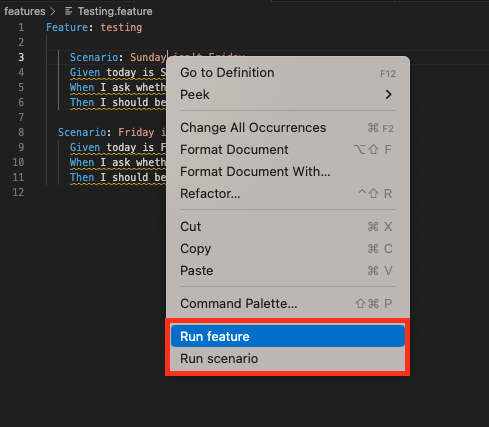 features > Testing.feature
1 Feature: testing
2
3 Scenario: Sunday isn't Friday
4 Given today is S
5 When I ask wheth
6 Then I should be
7
8 Scenario: Friday i
9 Given today is F
10 When I ask wheth
11 Then I should be
12
Go to Definition F12
Peek >
Change All Occurrences ⌘ F2
Format Document ⌥⇧ F
Format Document With...
Refactor... ^⇧ R
Cut ⌘ X
Copy ⌘ C
Paste ⌘ V
Command Palette... ⇧⌘ P
Run feature
Run scenario